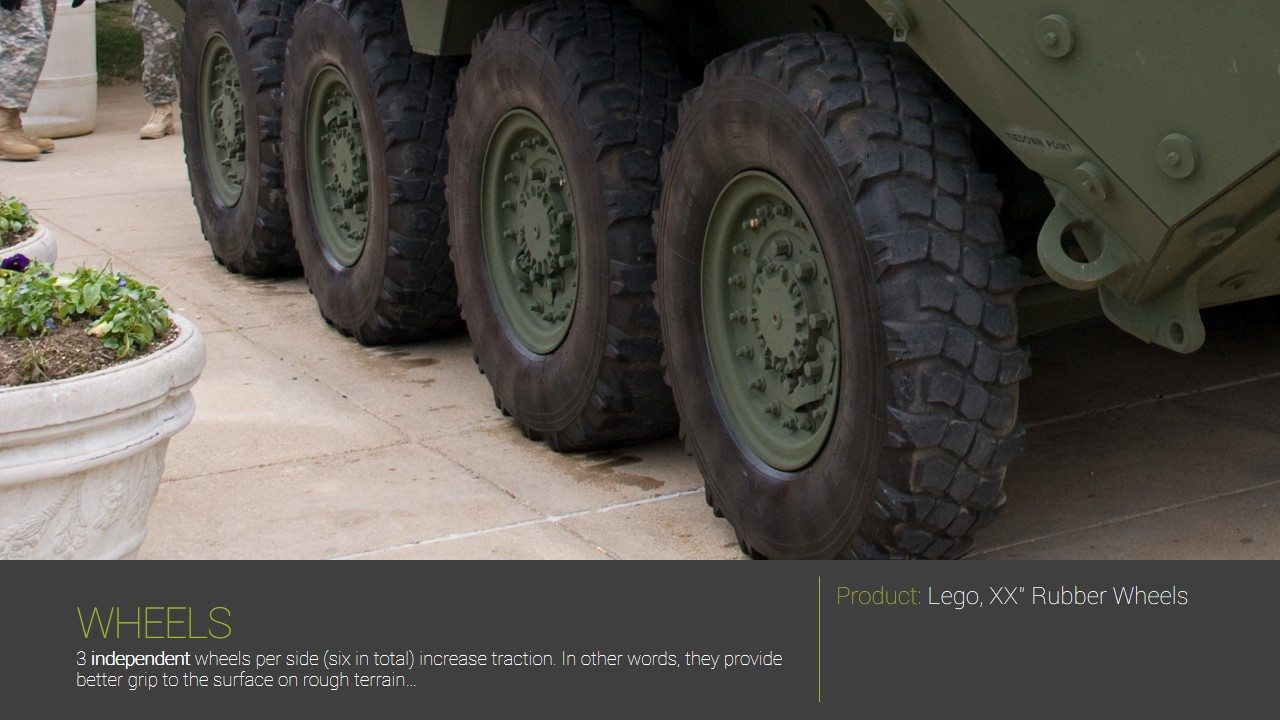 TIEDOWN POINT
WHEELS
3 independent wheels per side (six in total) increase traction. In other words, they provide
better grip to the surface on rough terrain...
Product: Lego, XX" Rubber Wheels